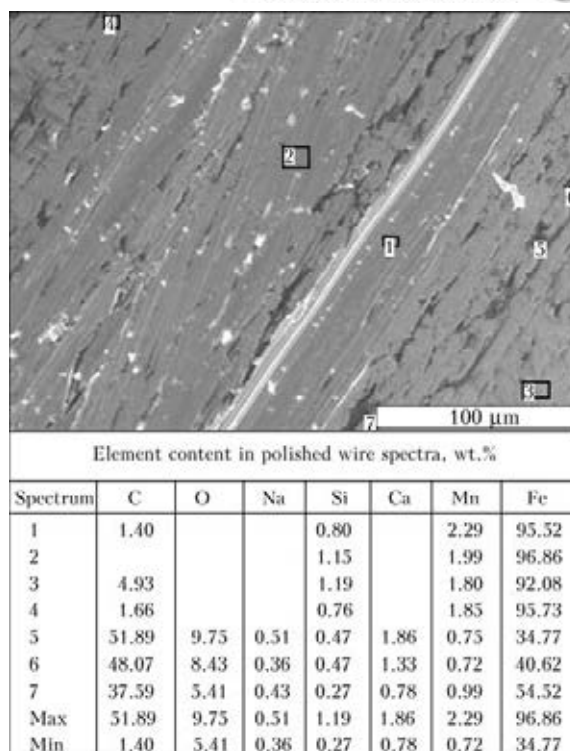 4
2
1
6
5
3
7
100 μm
Element content in polished wire spectra, wt.%
Spectrum C O Na Si Ca Mn Fe
1 1.40 0.80 2.29 95.52
2 1.15 1.99 96.86
3 4.93 1.19 1.80 92.08
4 1.66 0.76 1.85 95.73
5 51.89 9.75 0.51 0.47 1.86 0.75 34.77
6 48.07 8.43 0.36 0.47 1.33 0.72 40.62
7 37.59 5.41 0.43 0.27 0.78 0.99 54.52
Max 51.89 9.75 0.51 1.19 1.86 2.29 96.86
Min 1.40 5.41 0.36 0.27 0.78 0.72 34.77